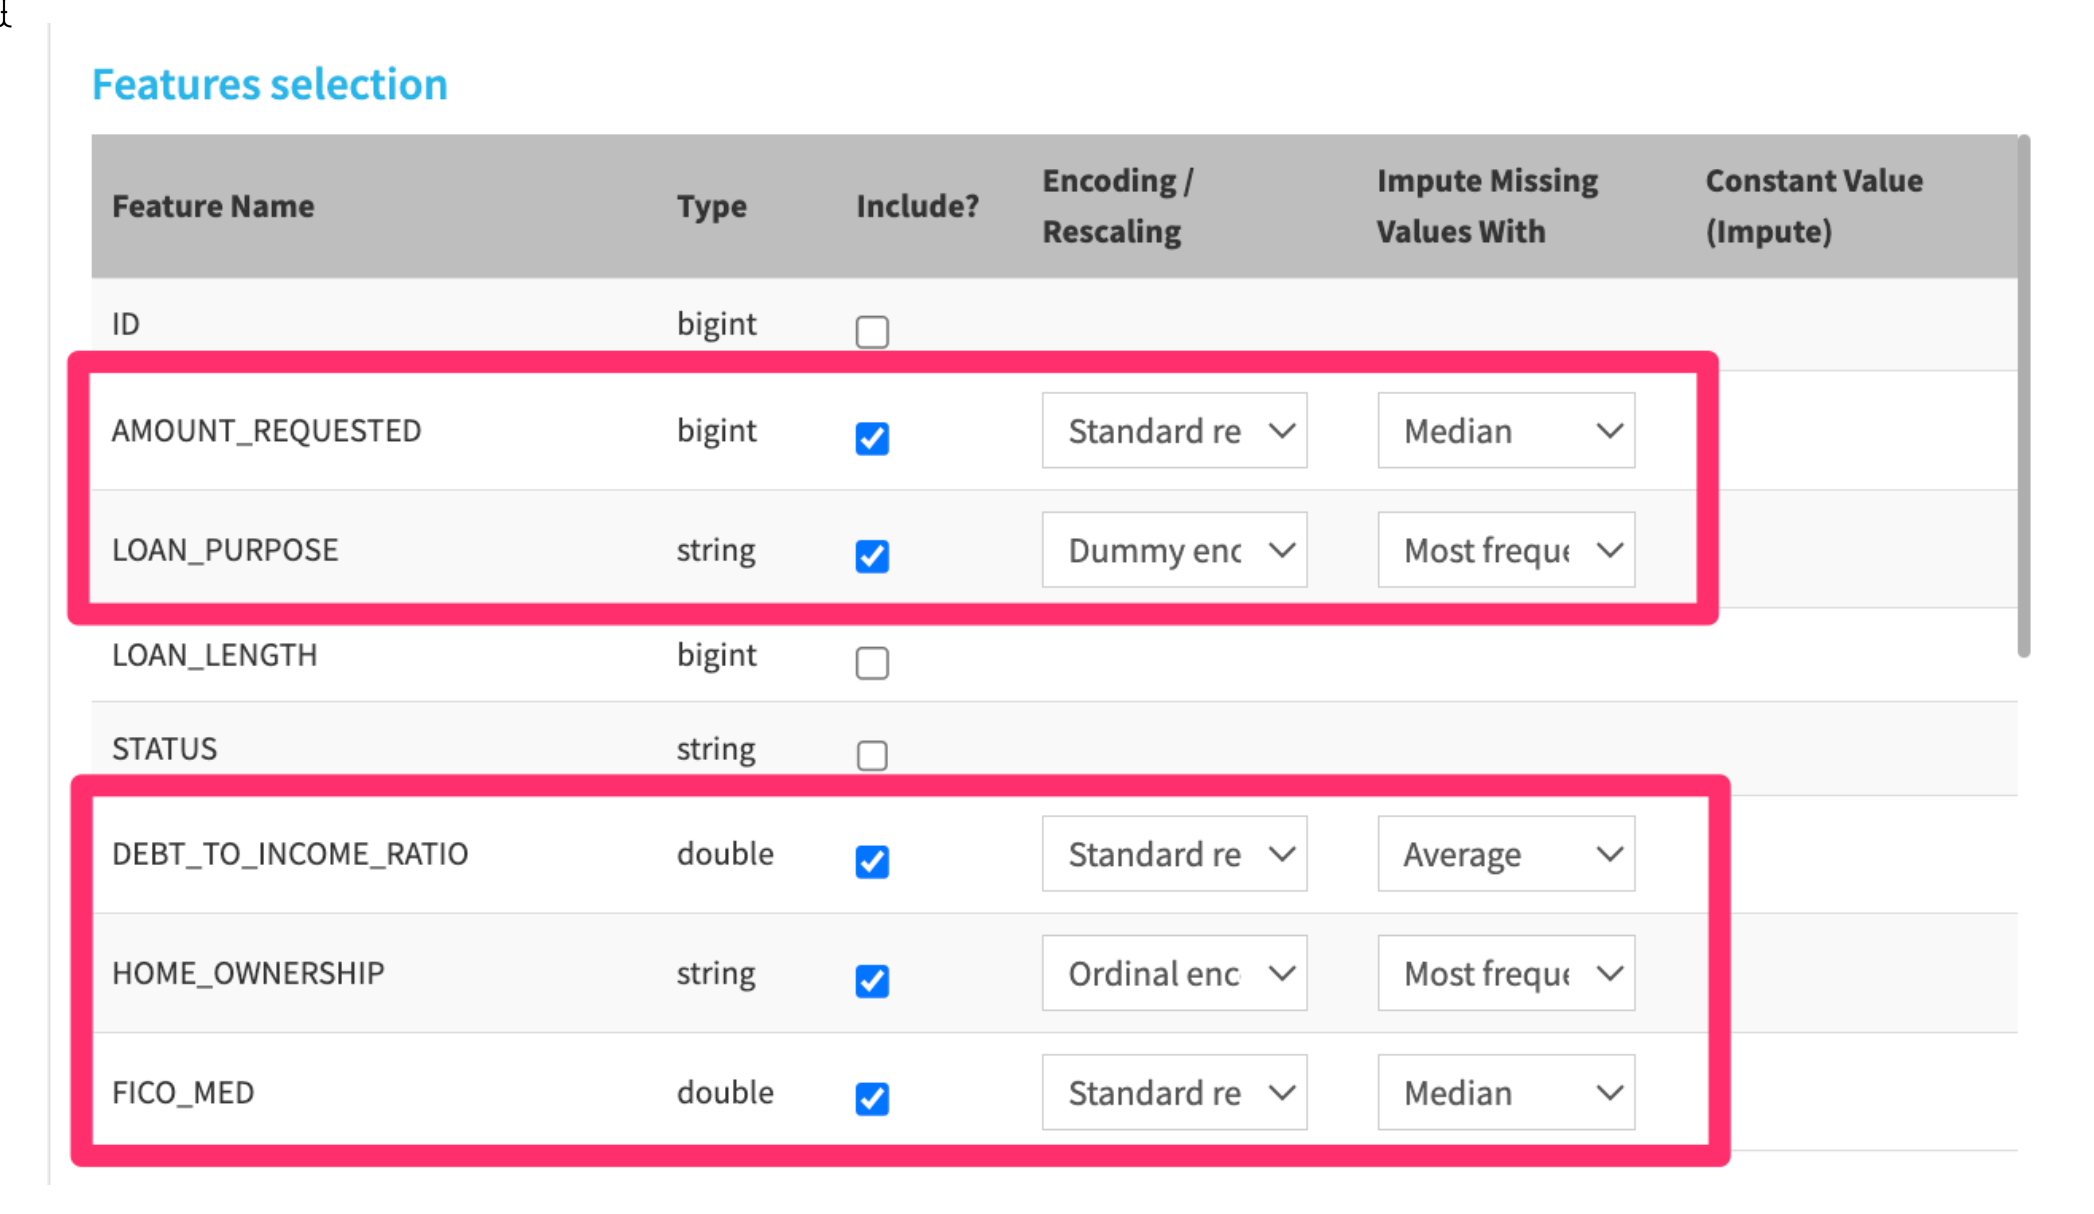 Features selection
Feature Name Type Include? Encoding / Rescaling Impute Missing Values With Constant Value (Impute)
ID bigint
AMOUNT_REQUESTED bigint Standard re Median
LOAN_PURPOSE string Dummy enc Most freque
LOAN_LENGTH bigint
STATUS string
DEBT_TO_INCOME_RATIO double Standard re Average
HOME_OWNERSHIP string Ordinal enc Most freque
FICO_MED double Standard re Median